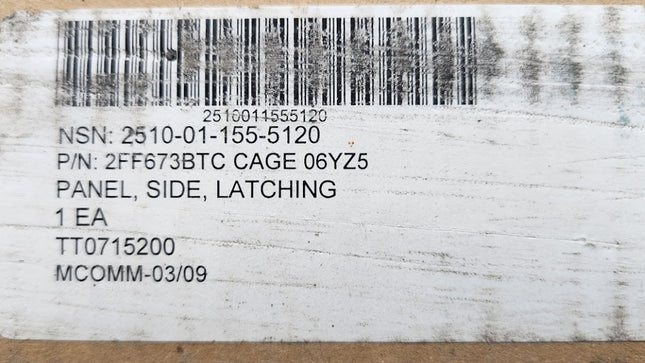 2510011555120
NSN: 2510-01-155-5120
P/N: 2FF673BTC CAGE 06YZ5
PANEL, SIDE, LATCHING
1 EA
TT0715200
MCOMM-03/09